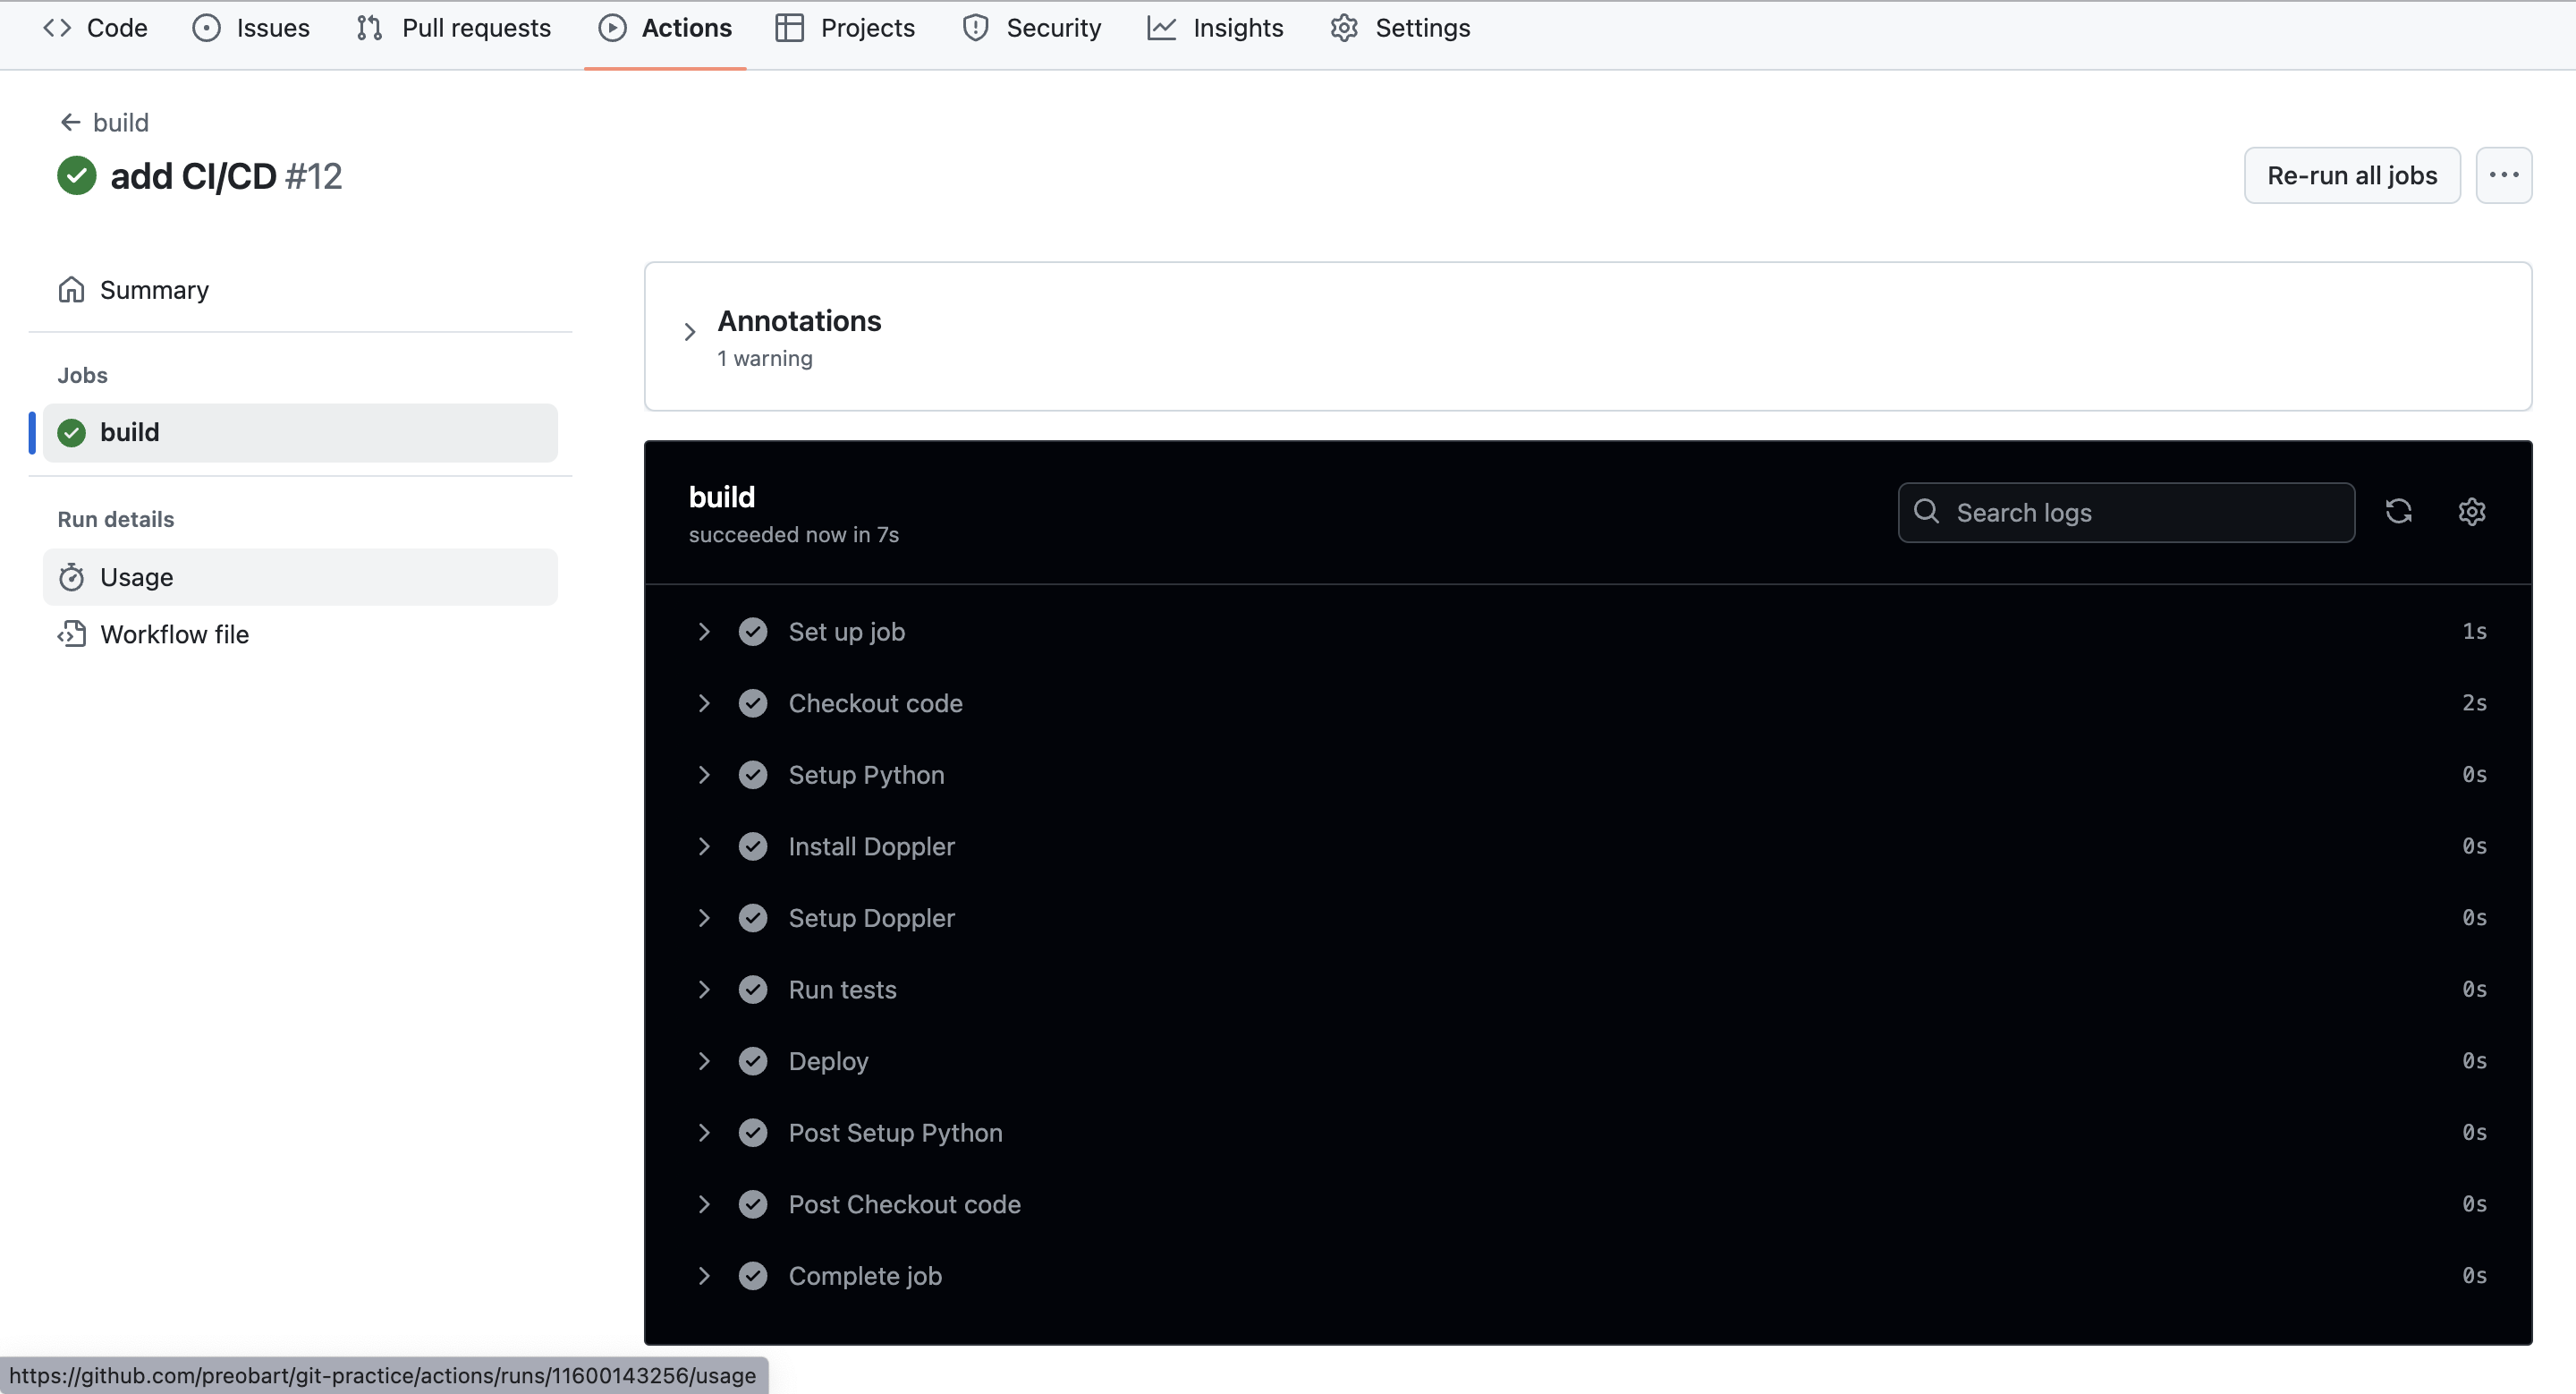 Code Issues Pull requests Actions Projects Security Insights Settings
build
add CI/CD #12
Re-run all jobs
Summary
Jobs
build
Run details
Usage
Workflow file
Annotations
1 warning
build
succeeded now in 7s
Search logs
Set up job 1s
Checkout code 2s
Setup Python 0s
Install Doppler 0s
Setup Doppler 0s
Run tests 0s
Deploy 0s
Post Setup Python 0s
Post Checkout code 0s
Complete job 0s
https://github.com/preobart/git-practice/actions/runs/11600143256/usage